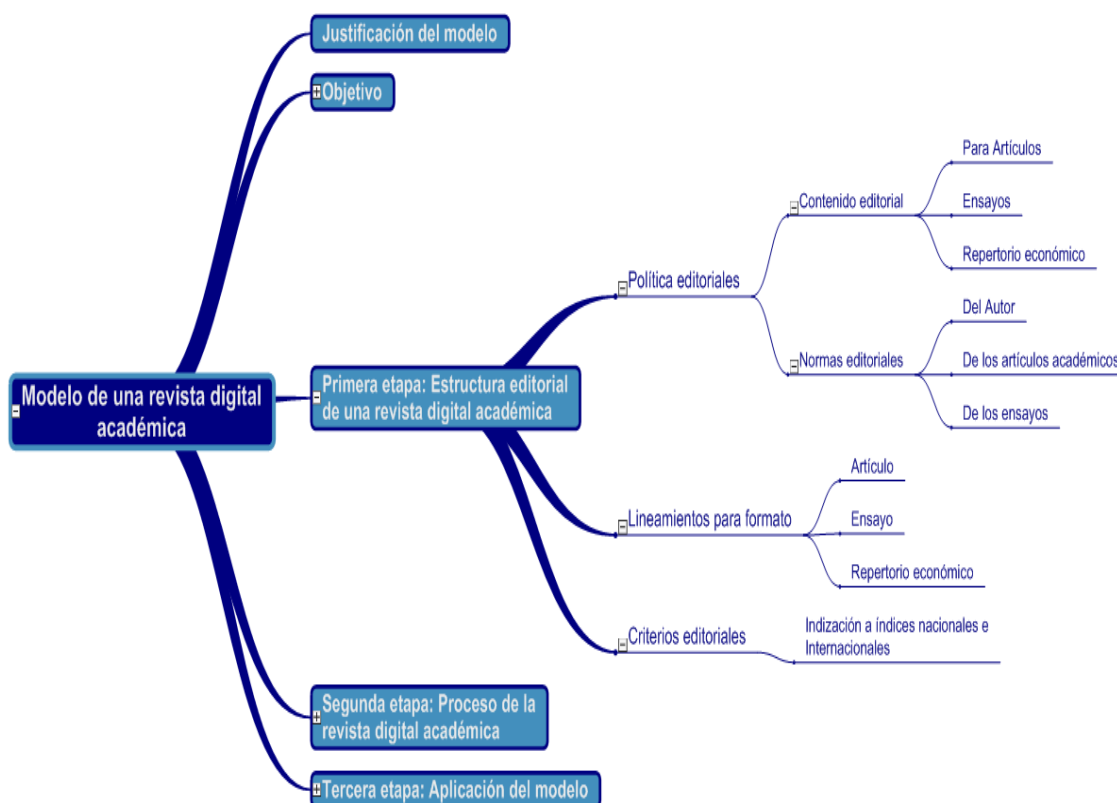 Justificación del modelo
Objetivo
Modelo de una revista digital
académica
Primera etapa: Estructura editorial
de una revista digital académica
Política editoriales
Contenido editorial
Para Artículos
Ensayos
Repertorio económico
Normas editoriales
Del Autor
De los artículos académicos
De los ensayos
Lineamientos para formato
Artículo
Ensayo
Repertorio económico
Criterios editoriales
Indización a índices nacionales e
Internacionales
Segunda etapa: Proceso de la
revista digital académica
Tercera etapa: Aplicación del modelo